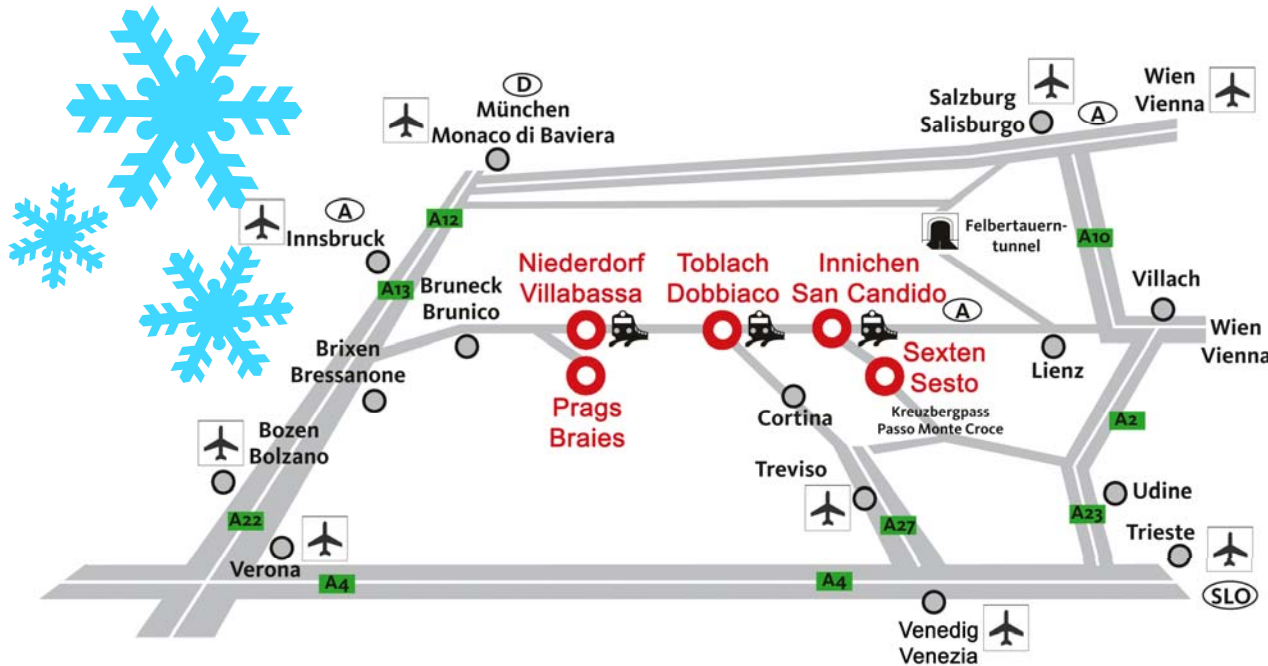 D
München
Monaco di Baviera
Salzburg
Salisburgo
A
Wien
Vienna
A
Innsbruck
A12
Felbertauern-
tunnel
A10
A13
Bruneck
Brunico
Niederdorf
Villabassa
Toblach
Dobbiaco
Innichen
San Candido
A
Villach
Wien
Vienna
Brixen
Bressanone
Prags
Braies
Sexten
Sesto
Lienz
Cortina
Kreuzbergpass
Passo Monte Croce
A2
Bozen
Bolzano
Treviso
Udine
A22
A27
A23
Trieste
Verona
A4
A4
SLO
Venedig
Venezia